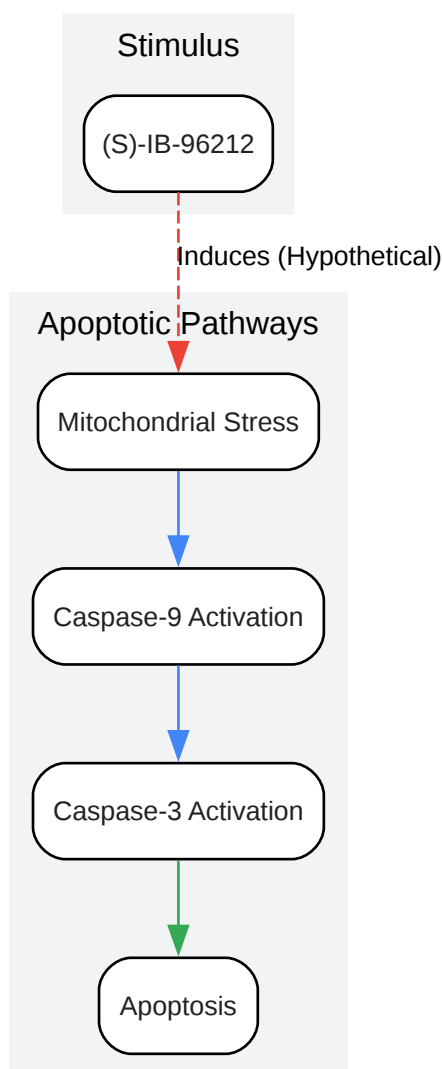 Stimulus
(S)-IB-96212
Induces (Hypothetical)
Apoptotic Pathways
Mitochondrial Stress
Caspase-9 Activation
Caspase-3 Activation
Apoptosis